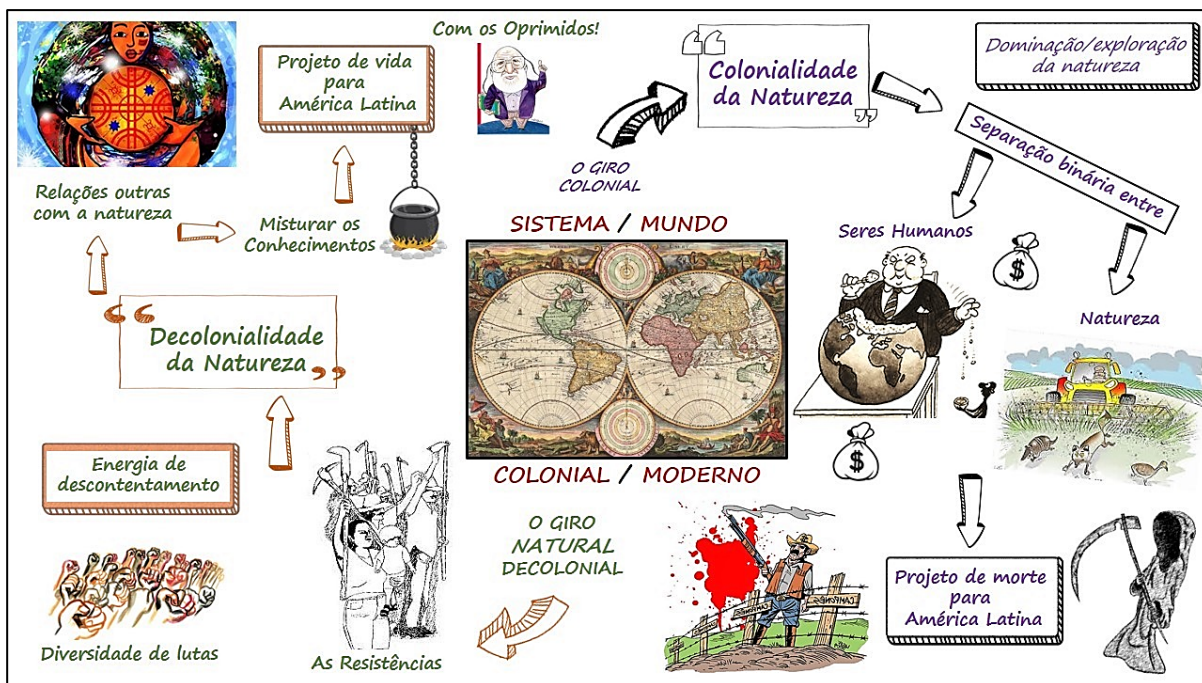 Com os Oprimidos!
Projeto de vida
para
América Latina
Relações outras
com a natureza
Misturar os
Conhecimentos
Decolonialidade
da Natureza
Energia de
descontentamento
Diversidade de lutas
As Resistências
O GIRO
NATURAL
DECOLONIAL
O GIRO
COLONIAL
SISTEMA / MUNDO
COLONIAL / MODERNO
Colonialidade
da Natureza
Dominação/exploração
da natureza
Separação binária entre
Seres Humanos
$
Natureza
$
Projeto de morte
para
América Latina